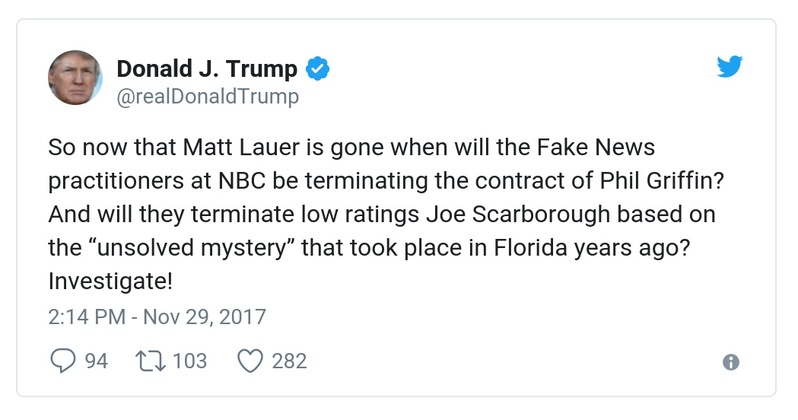 Donald J. Trump
@realDonaldTrump
So now that Matt Lauer is gone when will the Fake News
practitioners at NBC be terminating the contract of Phil Griffin?
And will they terminate low ratings Joe Scarborough based on
the “unsolved mystery” that took place in Florida years ago?
Investigate!
2:14 PM - Nov 29, 2017
94 103 282